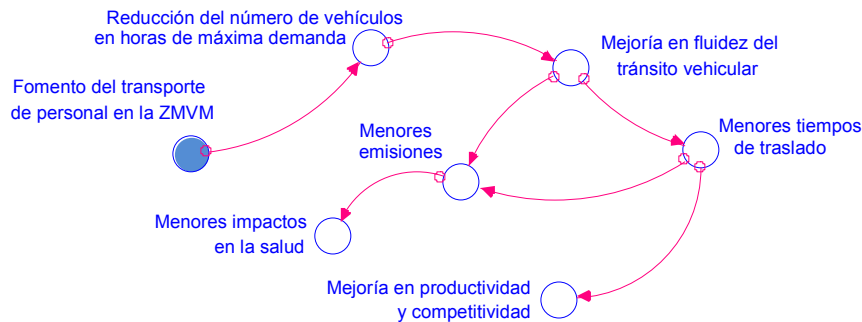 Reducción del número de vehículos
en horas de máxima demanda
Mejoría en fluidez del
tránsito vehicular
Fomento del transporte
de personal en la ZMVM
Menores
emisiones
Menores tiempos
de traslado
Menores impactos
en la salud
Mejoría en productividad
y competitividad